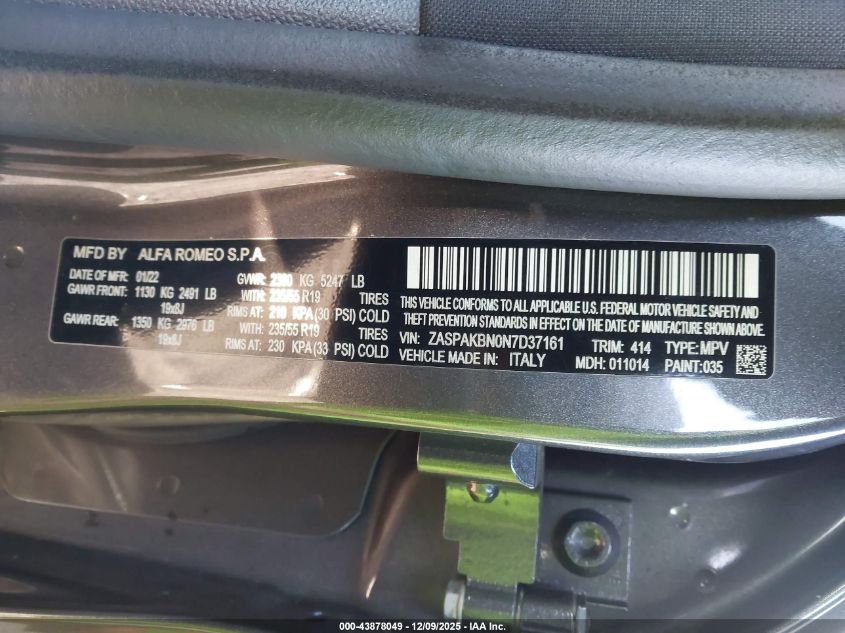 MFD BY ALFA ROMEO S.P.A.
DATE OF MFR: 01/22 GVWR: 2380 KG 5247 LB
GAWR FRONT: 1130 KG 2491 LB WITH: 235/55 R19 TIRES
19x8J RIMS AT: 210 KPA (30 PSI) COLD
GAWR REAR: 1350 KG 2976 LB WITH: 235/55 R19 TIRES
19x8J RIMS AT: 230 KPA (33 PSI) COLD
THIS VEHICLE CONFORMS TO ALL APPLICABLE U.S. FEDERAL MOTOR VEHICLE SAFETY AND
THEFT PREVENTION STANDARDS IN EFFECT ON THE DATE OF MANUFACTURE SHOWN ABOVE.
VIN: ZASPAKBN0N7D37161 TRIM: 414 TYPE: MPV
VEHICLE MADE IN: ITALY MDH: 011014 PAINT: 035
000-43878049 - 12/09/2025 - IAA Inc.